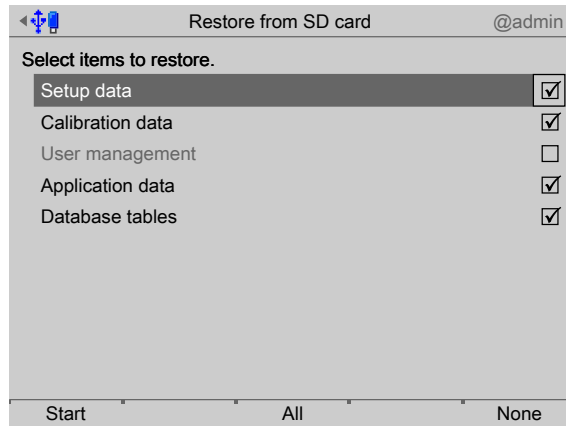 Restore from SD card @admin
Select items to restore.
Setup data
Calibration data
User management
Application data
Database tables
Start All None